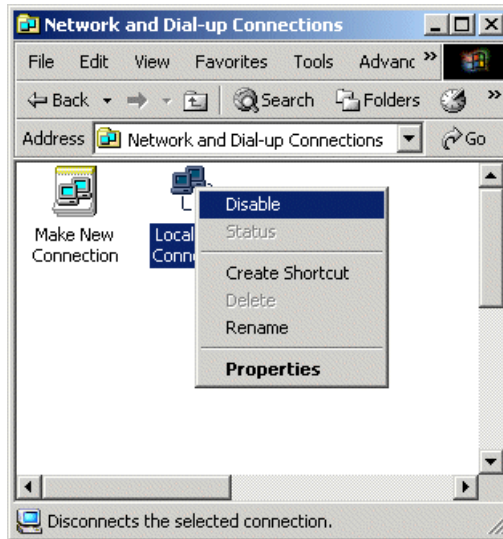 Network and Dial-up Connections
File Edit View Favorites Tools Advanc »
Back Search Folders »
Address Network and Dial-up Connections Go
Make New
Connection
Local
Conn
Disable
Status
Create Shortcut
Delete
Rename
Properties
Disconnects the selected connection.